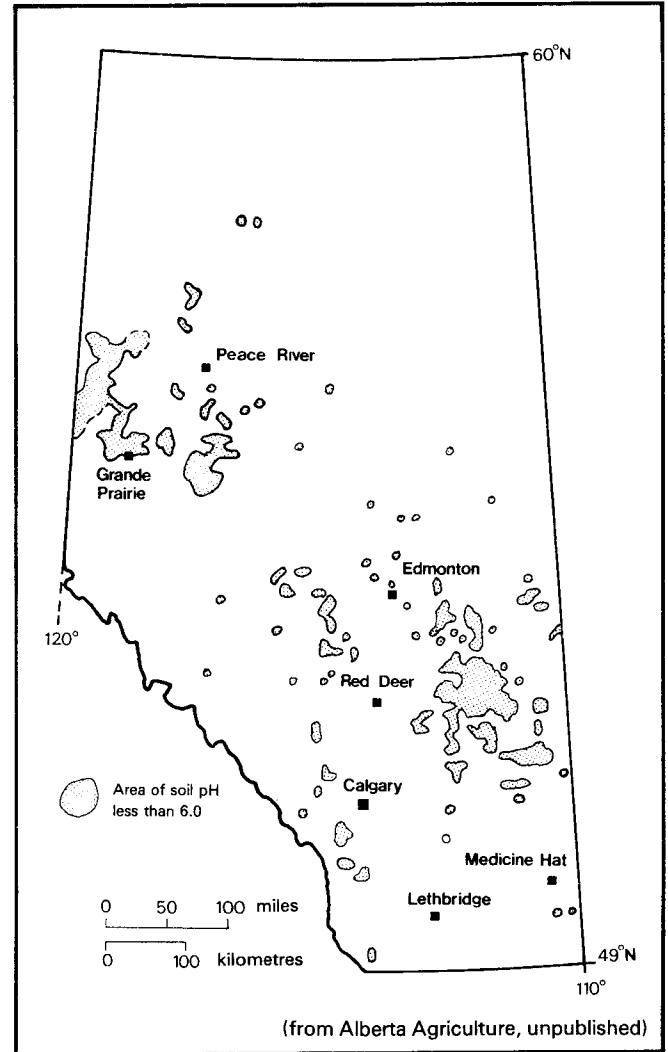 60°N
Peace River
Grande
Prairie
Edmonton
120°
Red Deer
Area of soil pH
less than 6.0
Calgary
Medicine Hat
Lethbridge
0 50 100 miles
0 100 kilometres
49°N
110°
(from Alberta Agriculture, unpublished)